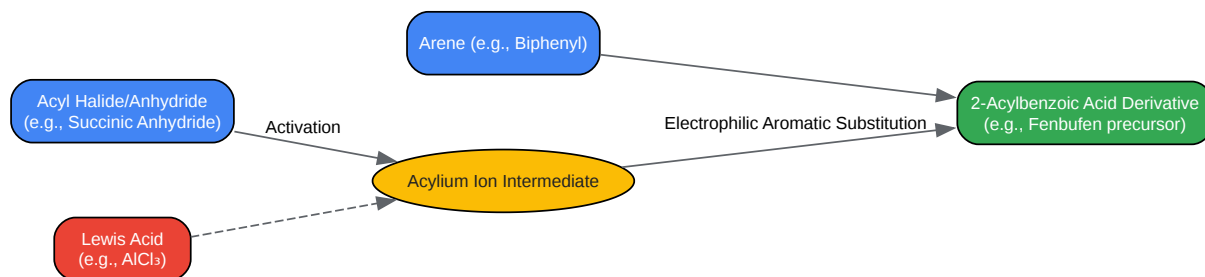 Arene (e.g., Biphenyl)
Acyl Halide/Anhydride
(e.g., Succinic Anhydride)
Activation
Electrophilic Aromatic Substitution
2-Acylbenzoic Acid Derivative
(e.g., Fenbufen precursor)
Acylium Ion Intermediate
Lewis Acid
(e.g., AlCl₃)